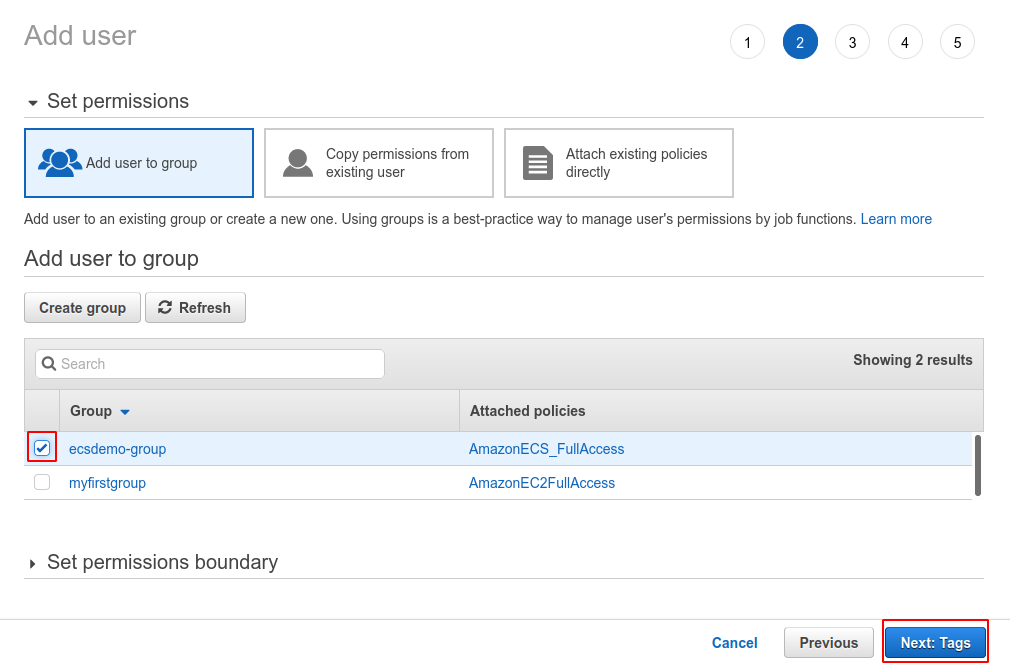 Add user
1 2 3 4 5
Set permissions
Add user to group
Copy permissions from
existing user
Attach existing policies
directly
Add user to an existing group or create a new one. Using groups is a best-practice way to manage user's permissions by job functions. Learn more
Add user to group
Create group Refresh
Search Showing 2 results
Group Attached policies
ecsdemo-group AmazonECS_FullAccess
myfirstgroup AmazonEC2FullAccess
Set permissions boundary
Cancel Previous Next: Tags